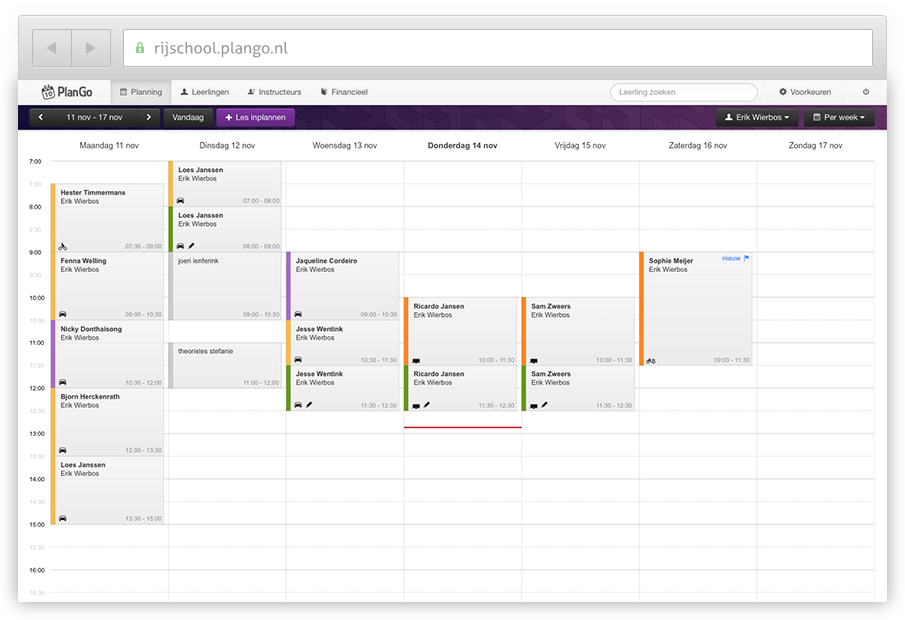 rijschool.plango.nl
10 PlanGo Planning Leerlingen Instructeurs Financieel Leerling zoeken Voorkeuren
11 nov - 17 nov Vandaag + Les inplannen Erik Wierbos Per week
Maandag 11 nov Dinsdag 12 nov Woensdag 13 nov Donderdag 14 nov Vrijdag 15 nov Zaterdag 16 nov Zondag 17 nov
7:00
7:30
8:00
8:30
9:00
9:30
10:00
10:30
11:00
11:30
12:00
12:30
13:00
13:30
14:00
14:30
15:00
15:30
16:00
16:30
Hester Timmermans
Erik Wierbos
07:30 - 09:00
Fenna Welling
Erik Wierbos
09:00 - 10:30
Nicky Donthaisong
Erik Wierbos
10:30 - 12:00
Bjorn Herckenrath
Erik Wierbos
12:00 - 13:30
Loes Janssen
Erik Wierbos
13:30 - 15:00
Loes Janssen
Erik Wierbos
07:00 - 08:00
Loes Janssen
Erik Wierbos
08:00 - 09:00
joeri ienferink
09:00 - 10:30
theorieles stefanie
11:00 - 12:00
Jaqueline Cordeiro
Erik Wierbos
09:00 - 10:30
Jesse Wentink
Erik Wierbos
10:30 - 11:30
Jesse Wentink
Erik Wierbos
11:30 - 12:30
Ricardo Jansen
Erik Wierbos
10:00 - 11:30
Ricardo Jansen
Erik Wierbos
11:30 - 12:30
Sam Zweers
Erik Wierbos
10:00 - 11:30
Sam Zweers
Erik Wierbos
11:30 - 12:30
Sophie Meijer nieuw
Erik Wierbos
09:00 - 11:30